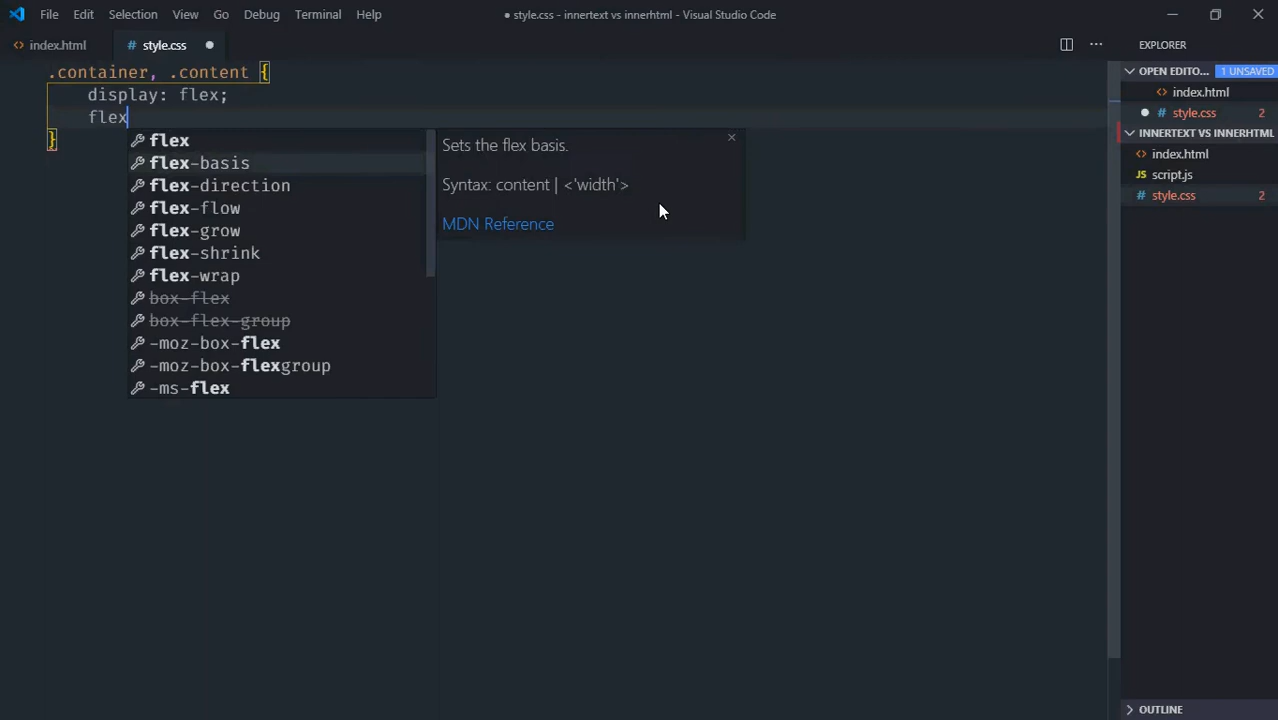 File Edit Selection View Go Debug Terminal Help
● style.css - innertext vs innerhtml - Visual Studio Code
index.html
# style.css ●
EXPLORER
.container, .content {
display: flex;
flex
}
flex
flex-basis
flex-direction
flex-flow
flex-grow
flex-shrink
flex-wrap
box-flex
box-flex-group
-moz-box-flex
-moz-box-flexgroup
-ms-flex
Sets the flex basis.
Syntax: content | <'width'>
MDN Reference
OPEN EDITO... 1 UNSAVED
index.html
# style.css 2
INNERTEXT VS INNERHTML
index.html
JS script.js
# style.css 2
OUTLINE